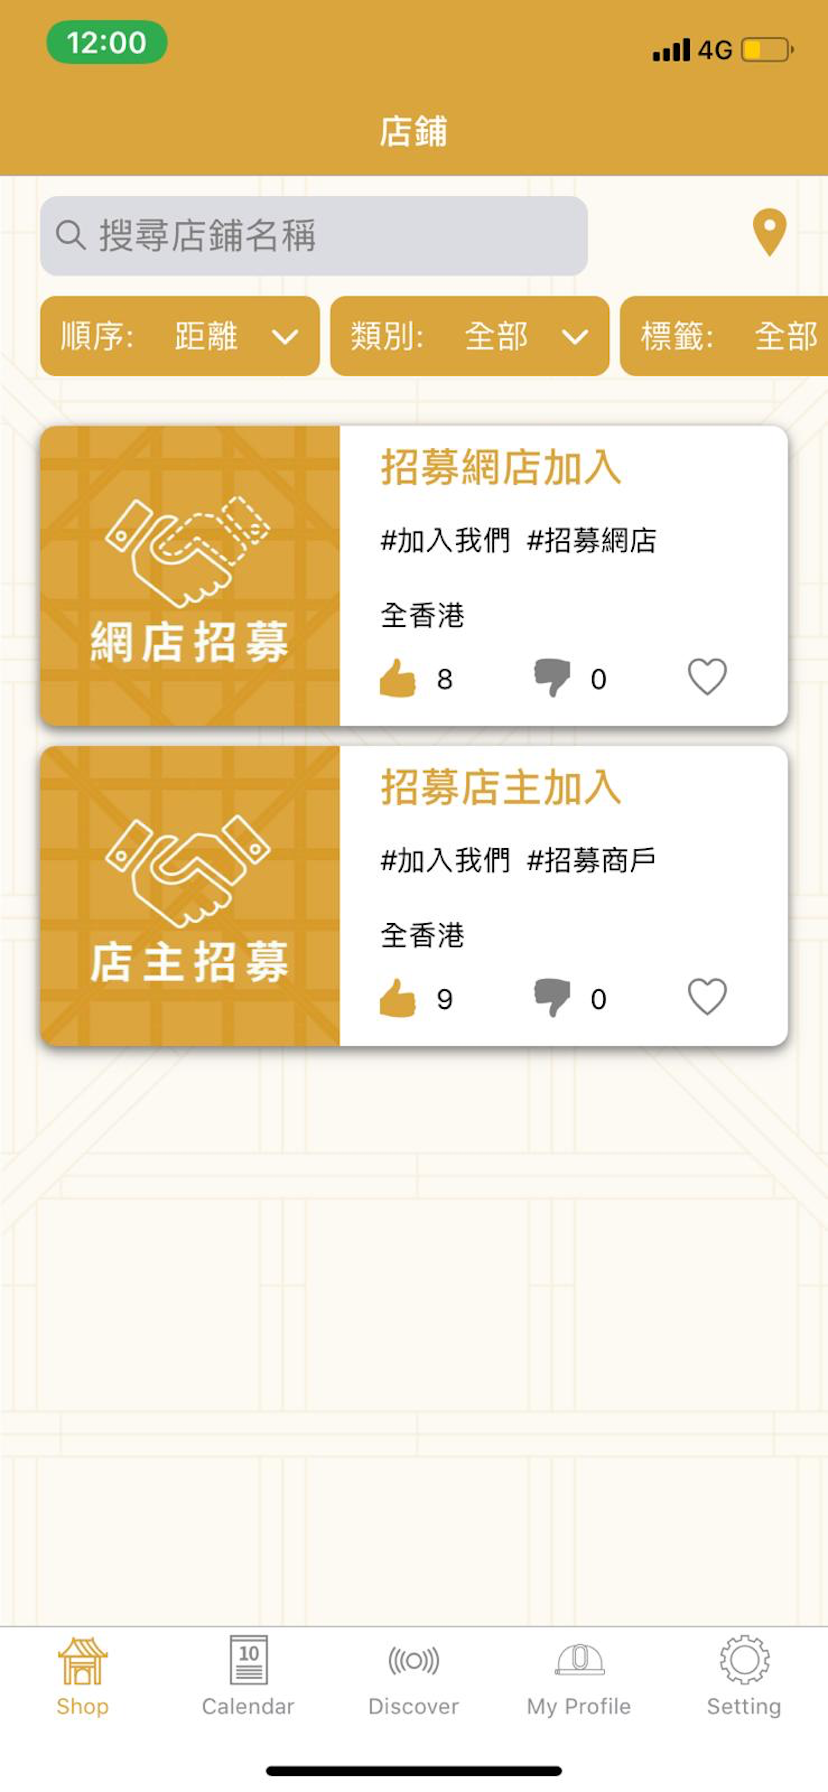 12:00
4G
店鋪
搜尋店鋪名稱
順序: 距離
類別: 全部
標籤: 全部
網店招募
招募網店加入
#加入我們 #招募網店
全香港
8 0
店主招募
招募店主加入
#加入我們 #招募商戶
全香港
9 0
10
Shop Calendar Discover My Profile Setting